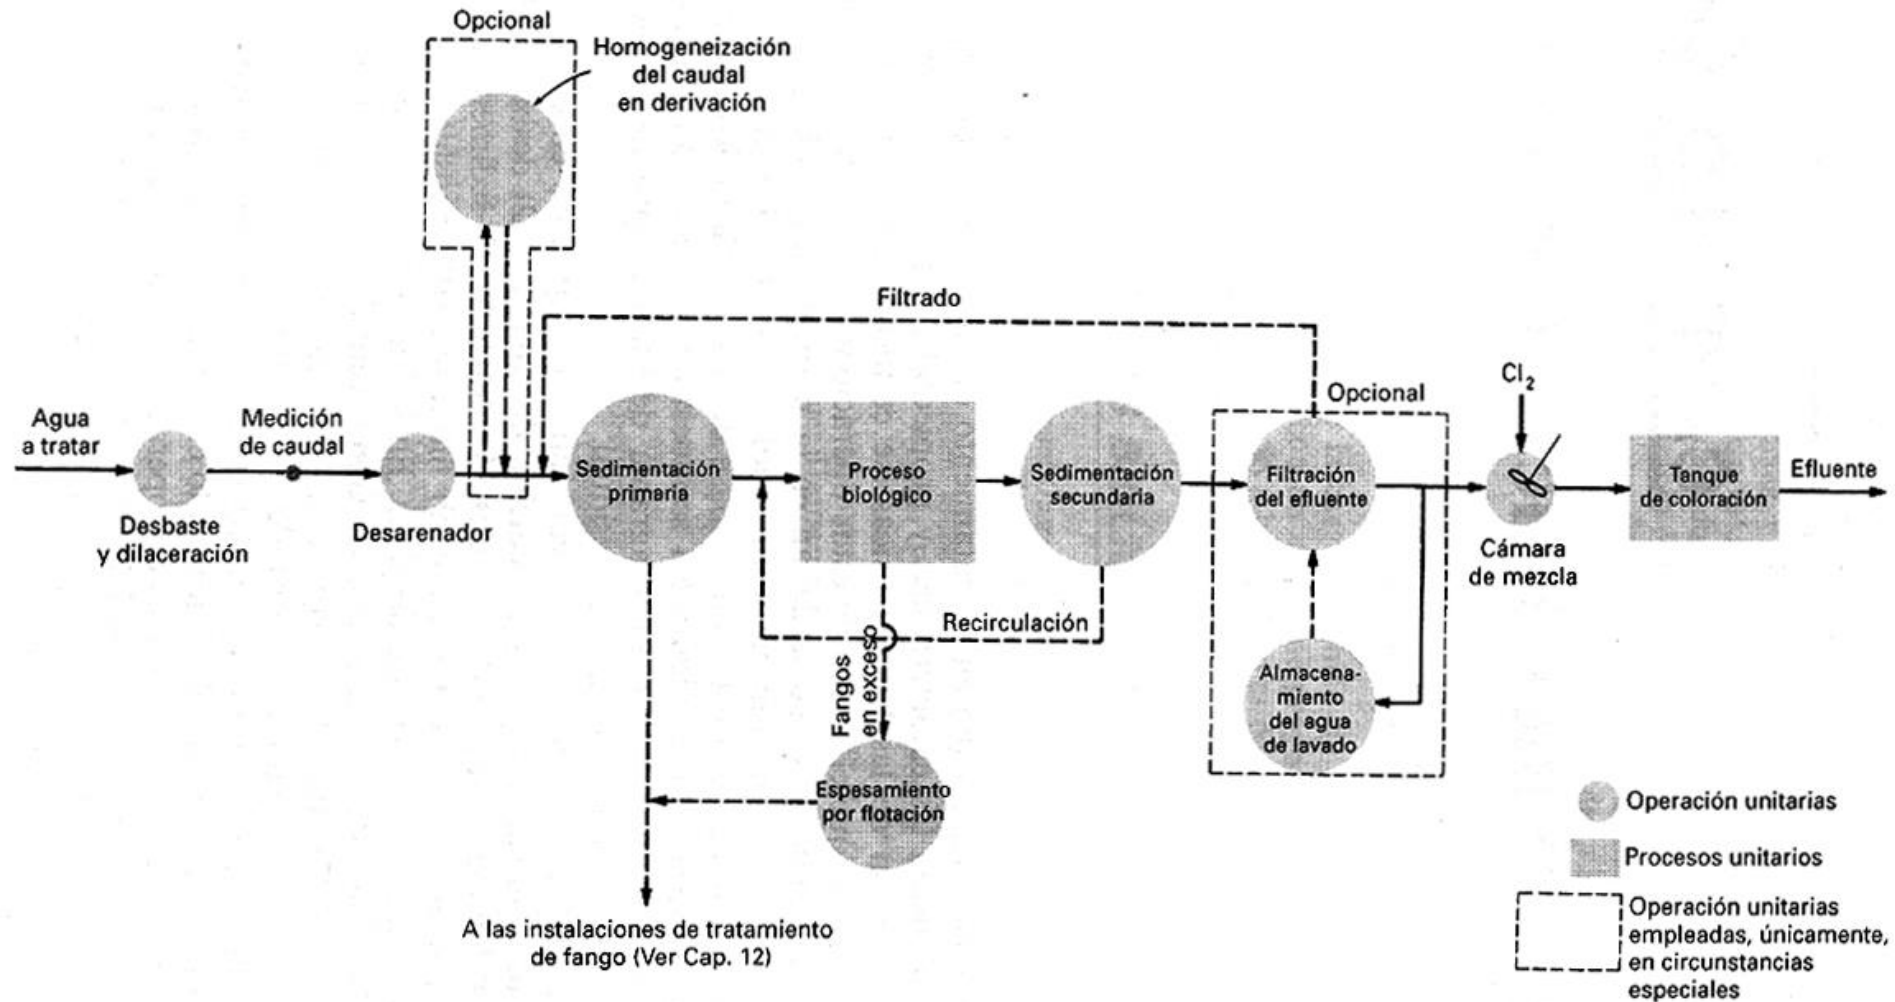 Opcional
Homogeneización
del caudal
en derivación
Filtrado
Agua
a tratar
Medición
de caudal
Desbaste
y dilaceración
Desarenador
Sedimentación
primaria
Proceso
biológico
Sedimentación
secundaria
Recirculación
Fangos
en exceso
Espesamiento
por flotación
A las instalaciones de tratamiento
de fango (Ver Cap. 12)
Opcional
Filtración
del efluente
Almacena-
miento
del agua
de lavado
Cl₂
Cámara
de mezcla
Tanque
de coloración
Efluente
Operación unitarias
Procesos unitarios
Operación unitarias
empleadas, únicamente,
en circunstancias
especiales